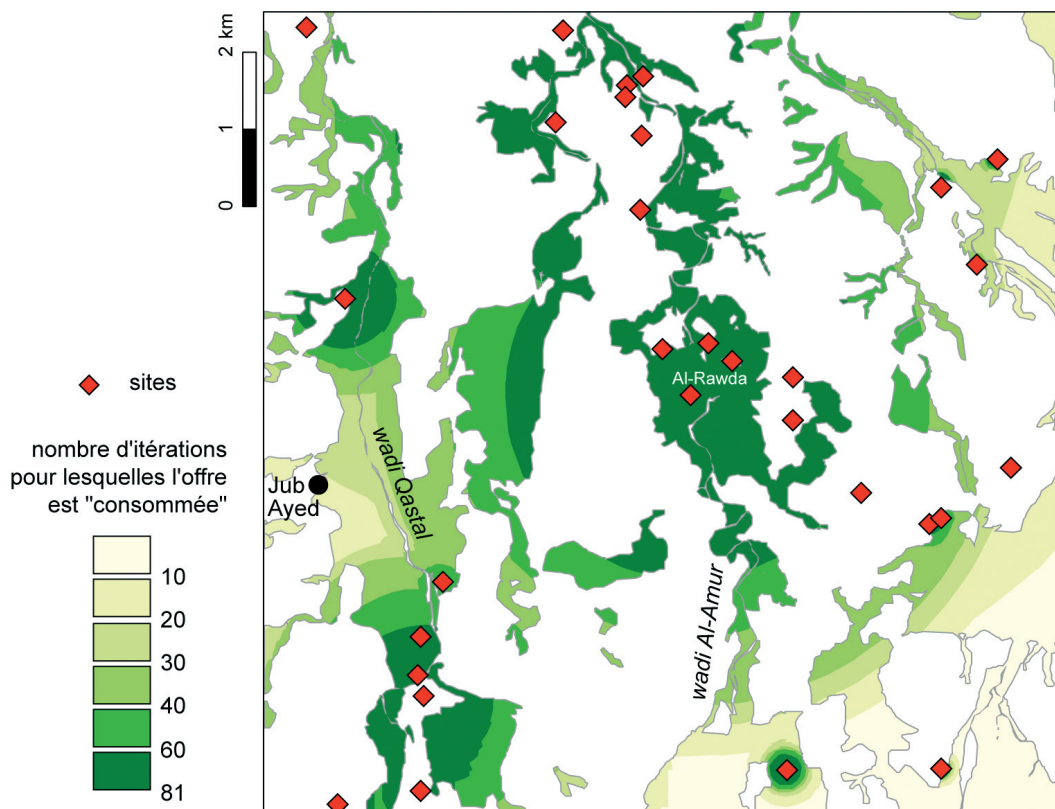 2 km
1
0
sites
nombre d'itérations
pour lesquelles l'offre
est "consommée"
10
20
30
40
60
81
Jub
Ayed
wadi Qastal
Al-Rawda
wadi Al-Amur